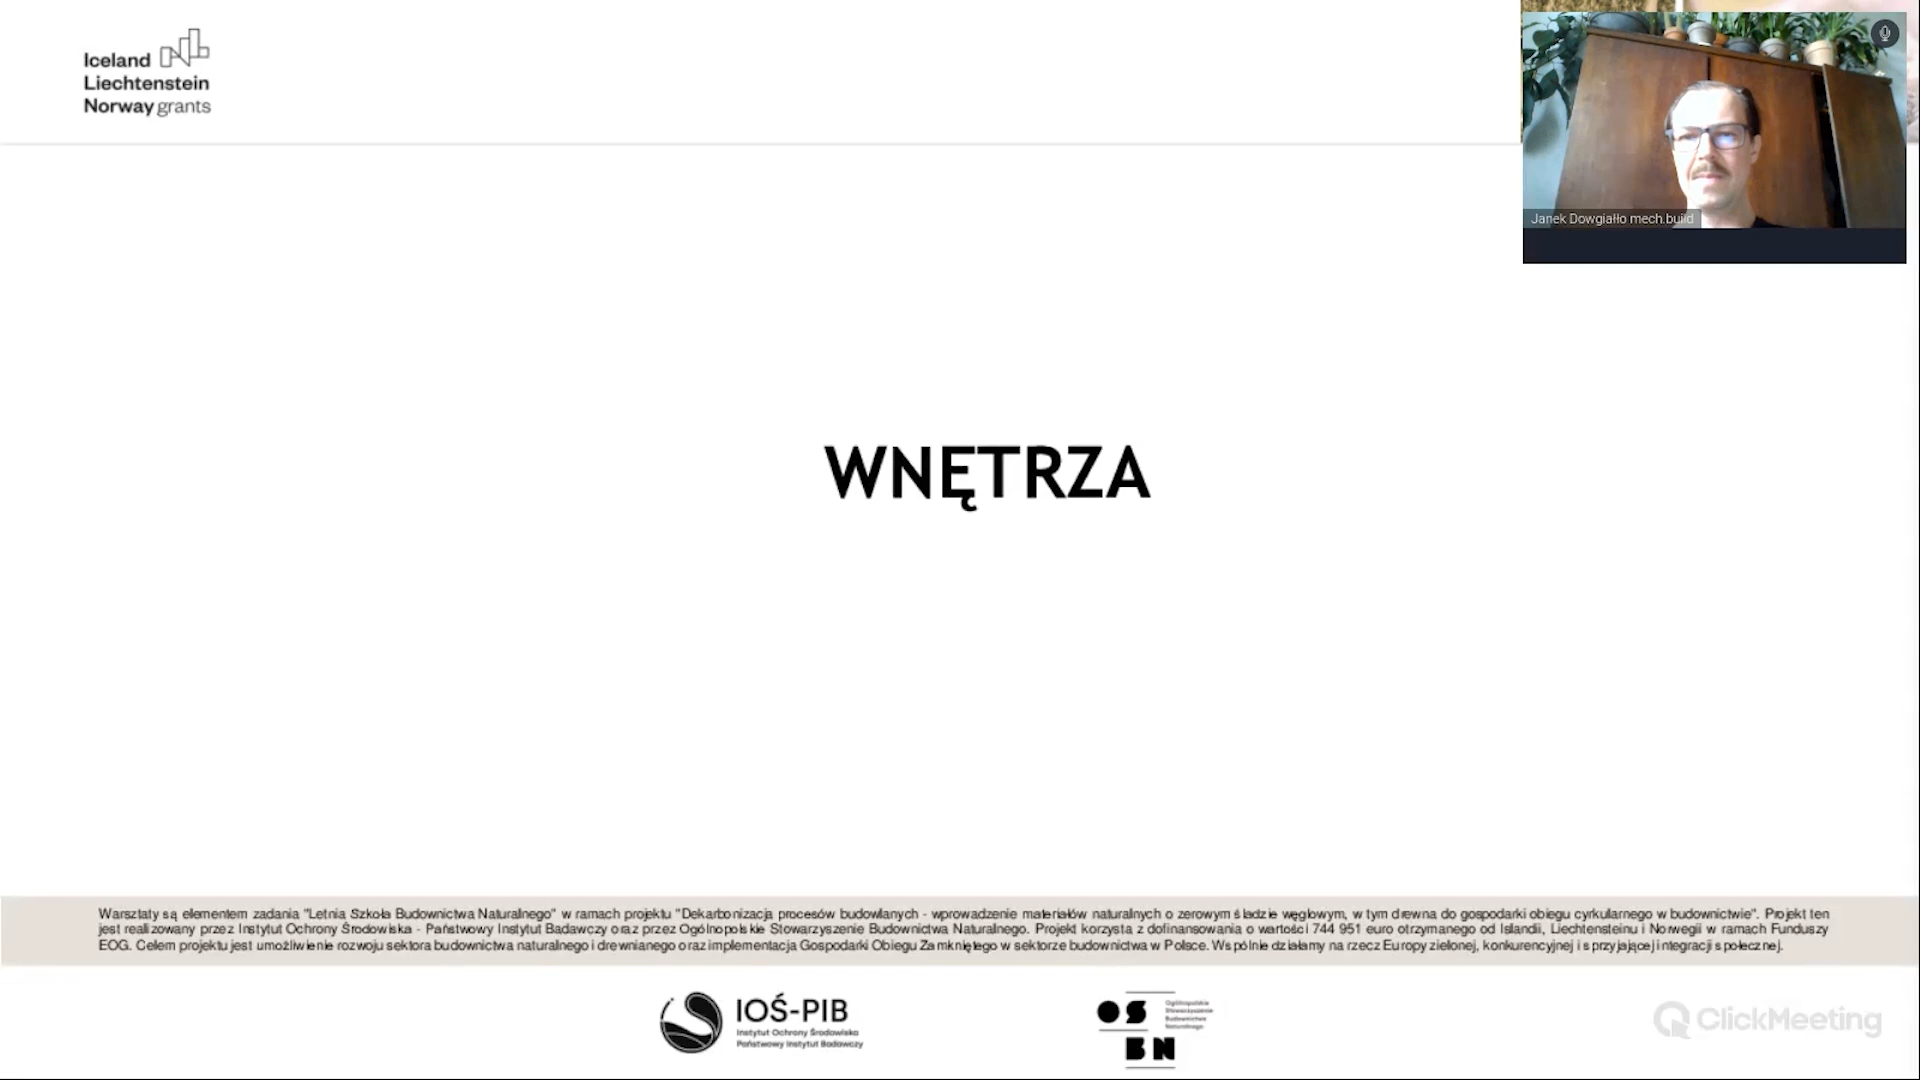 Iceland
Liechtenstein
Norway grants
Janek Dowgiałło mech.build
WNĘTRZA
Warsztaty są elementem zadania "Letnia Szkoła Budownictwa Naturalnego" w ramach projektu "Dekarbonizacja procesów budowlanych - wprowadzenie materiałów naturalnych o zerowym śladzie węglowym, w tym drewna do gospodarki obiegu cyrkularnego w budownictwie". Projekt ten
jest realizowany przez Instytut Ochrony Środowiska - Państwowy Instytut Badawczy oraz przez Ogólnopolskie Stowarzyszenie Budownictwa Naturalnego. Projekt korzysta z dofinansowania o wartości 744 951 euro otrzymanego od Islandii, Liechtensteinu i Norwegii w ramach Funduszy
EOG. Celem projektu jest umożliwienie rozwoju sektora budownictwa naturalnego i drewnianego oraz implementacja Gospodarki Obiegu Zamkniętego w sektorze budownictwa w Polsce. Wspólnie działamy na rzecz Europy zielonej, konkurencyjnej i sprzyjającej integracji społecznej.
IOŚ-PIB
Instytut Ochrony Środowiska
Państwowy Instytut Badawczy
OS
BN
Ogólnopolskie
Stowarzyszenie
Budownictwa
Naturalnego
ClickMeeting